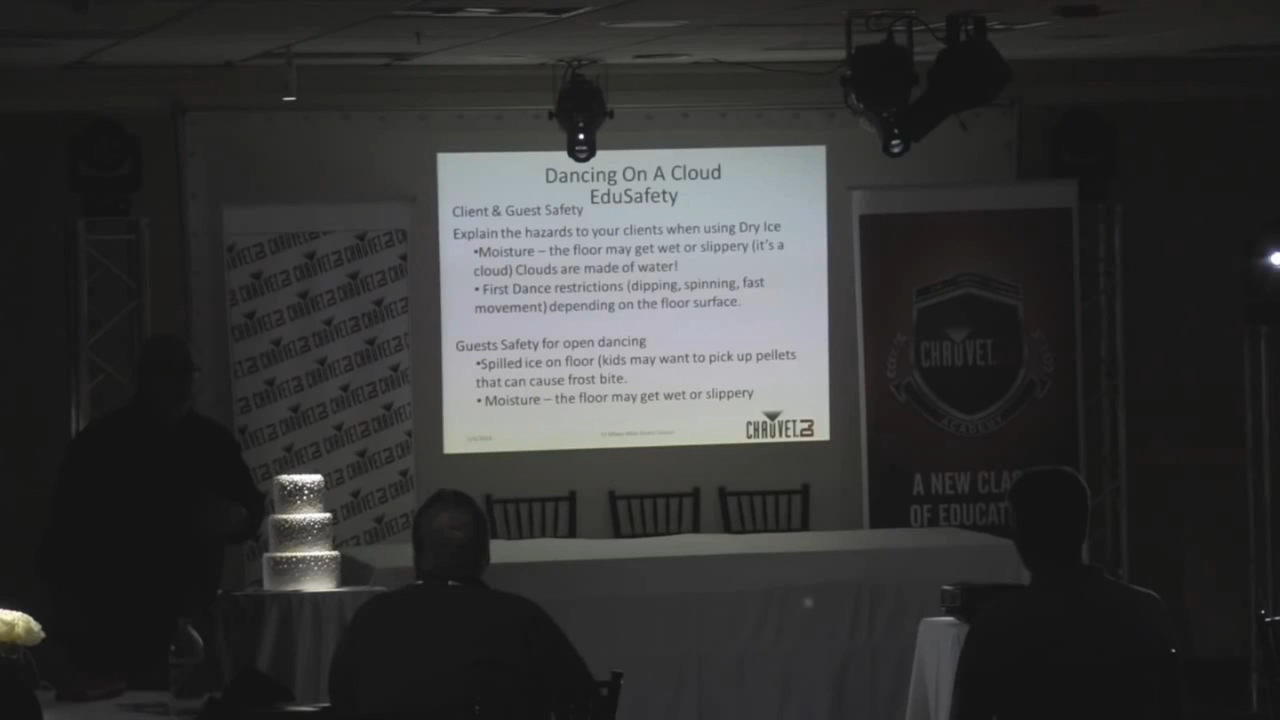 Dancing On A Cloud
EduSafety
Client & Guest Safety
Explain the hazards to your clients when using Dry Ice
•Moisture – the floor may get wet or slippery (it's a
cloud) Clouds are made of water!
• First Dance restrictions (dipping, spinning, fast
movement) depending on the floor surface.
Guests Safety for open dancing
•Spilled ice on floor (kids may want to pick up pellets
that can cause frost bite.
• Moisture – the floor may get wet or slippery
CHAUVET DJ
CHAUVET
ACADEMY
A NEW CLAS
OF EDUCAT